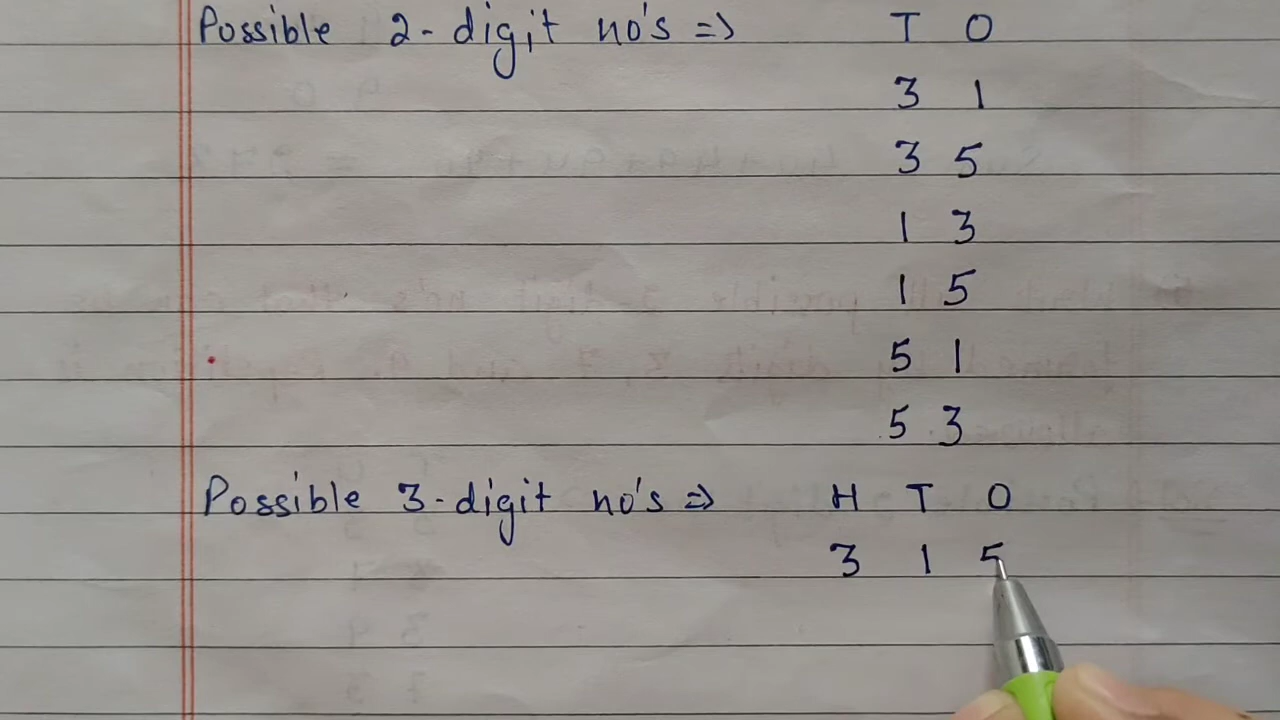 Possible 2-digit no's => T O
3 1
3 5
1 3
1 5
5 1
5 3
Possible 3-digit no's => H T O
3 1 5